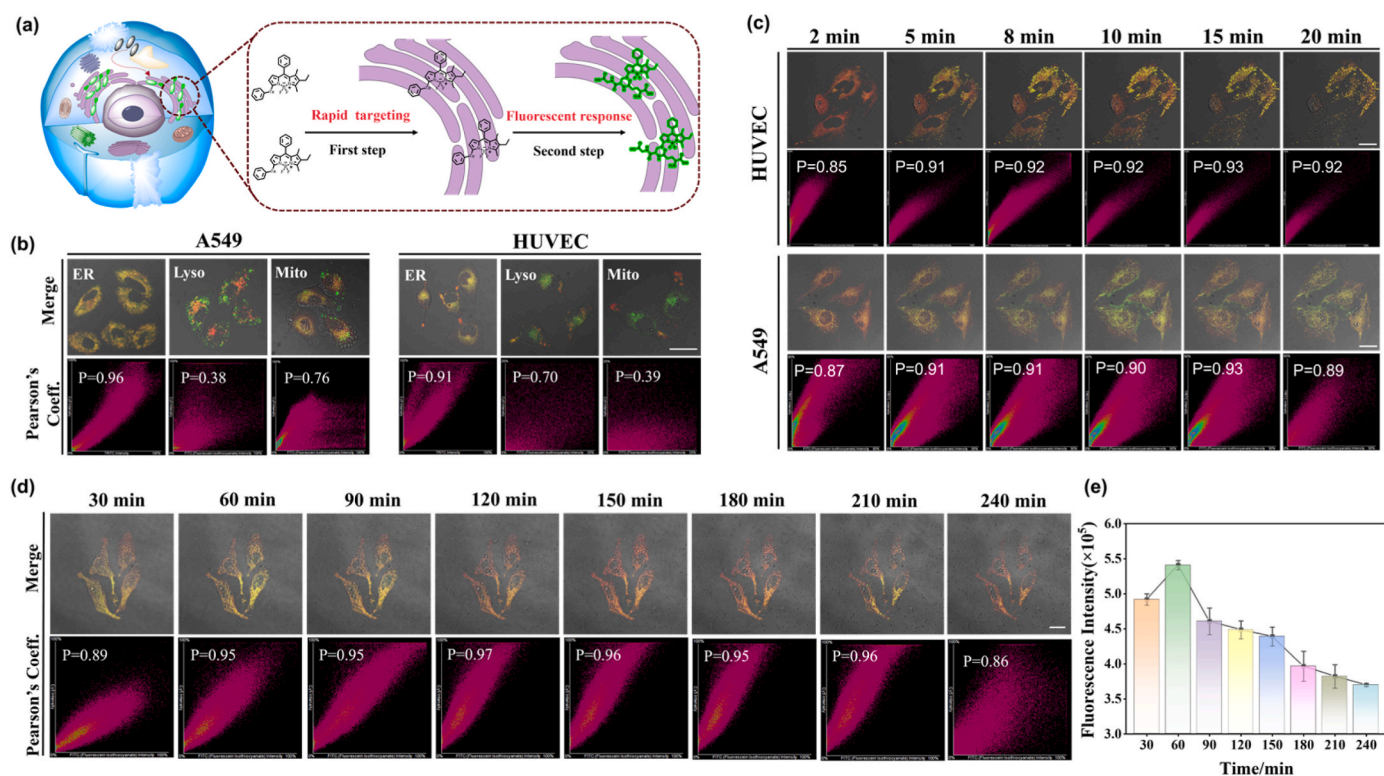 (a)
Rapid targeting
First step
Fluorescent response
Second step
(b)
A549
HUVEC
Merge
ER
Lyso
Mito
ER
Lyso
Mito
Pearson's
Coeff.
P=0.96
P=0.38
P=0.76
P=0.91
P=0.70
P=0.39
(c)
2 min
5 min
8 min
10 min
15 min
20 min
HUVEC
P=0.85
P=0.91
P=0.92
P=0.92
P=0.93
P=0.92
A549
P=0.87
P=0.91
P=0.91
P=0.90
P=0.93
P=0.89
(d)
30 min
60 min
90 min
120 min
150 min
180 min
210 min
240 min
Merge
Pearson's Coeff.
P=0.89
P=0.95
P=0.95
P=0.97
P=0.96
P=0.95
P=0.96
P=0.86
(e)
Fluorescence Intensity(×10⁵)
6.0
5.5
5.0
4.5
4.0
3.5
3.0
30 60 90 120 150 180 210 240
Time/min